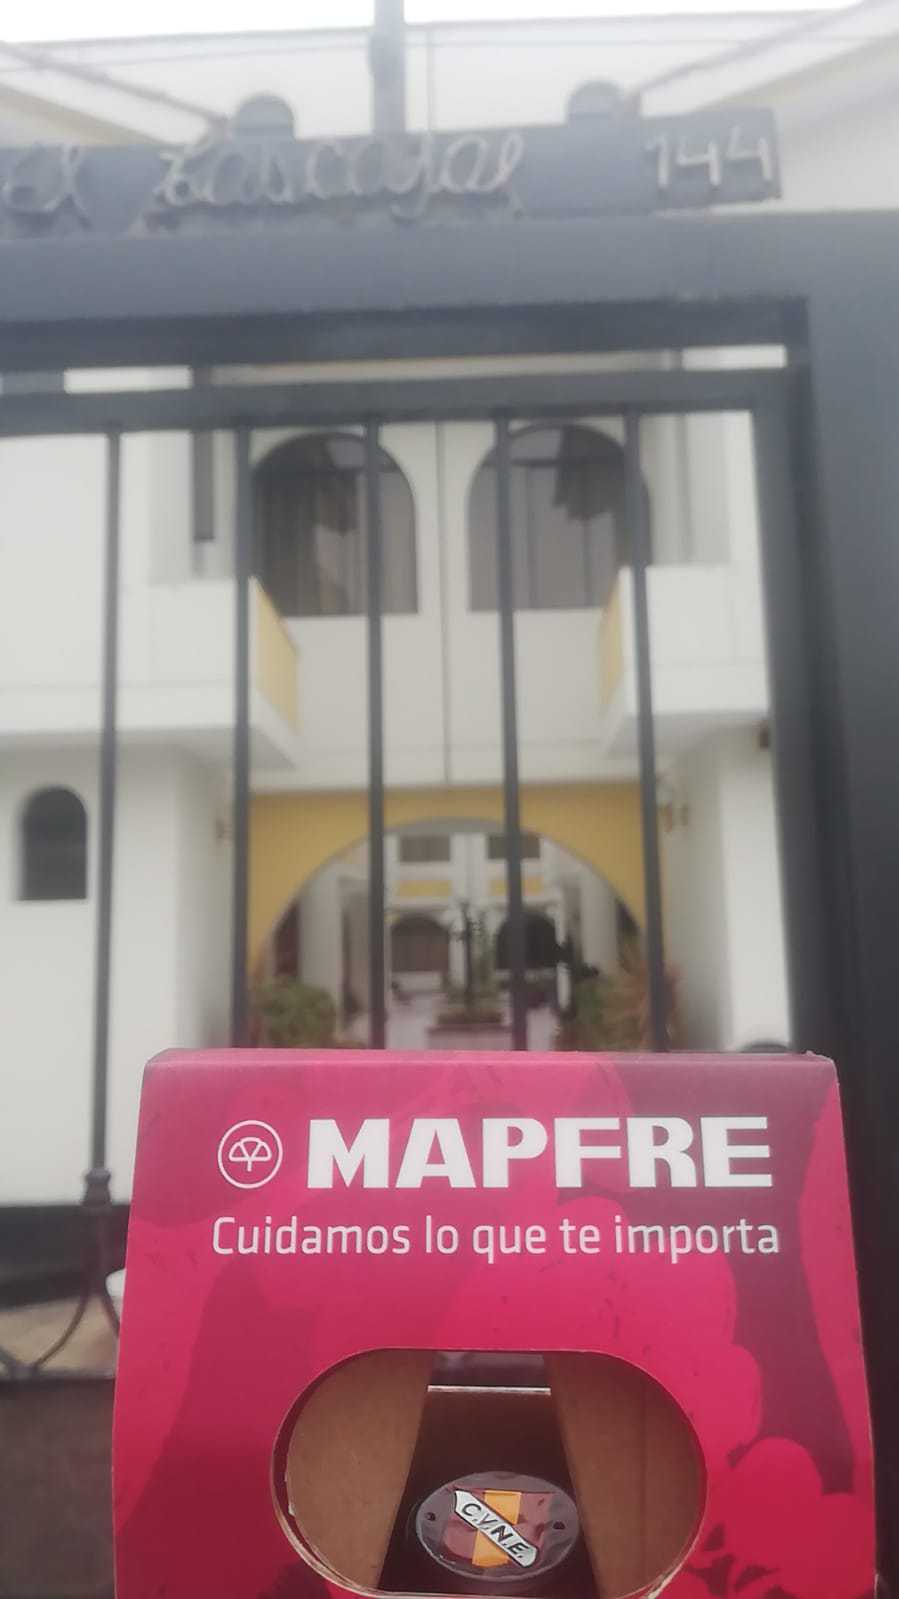 144
MAPFRE
Cuidamos lo que te importa
C.V.N.E.